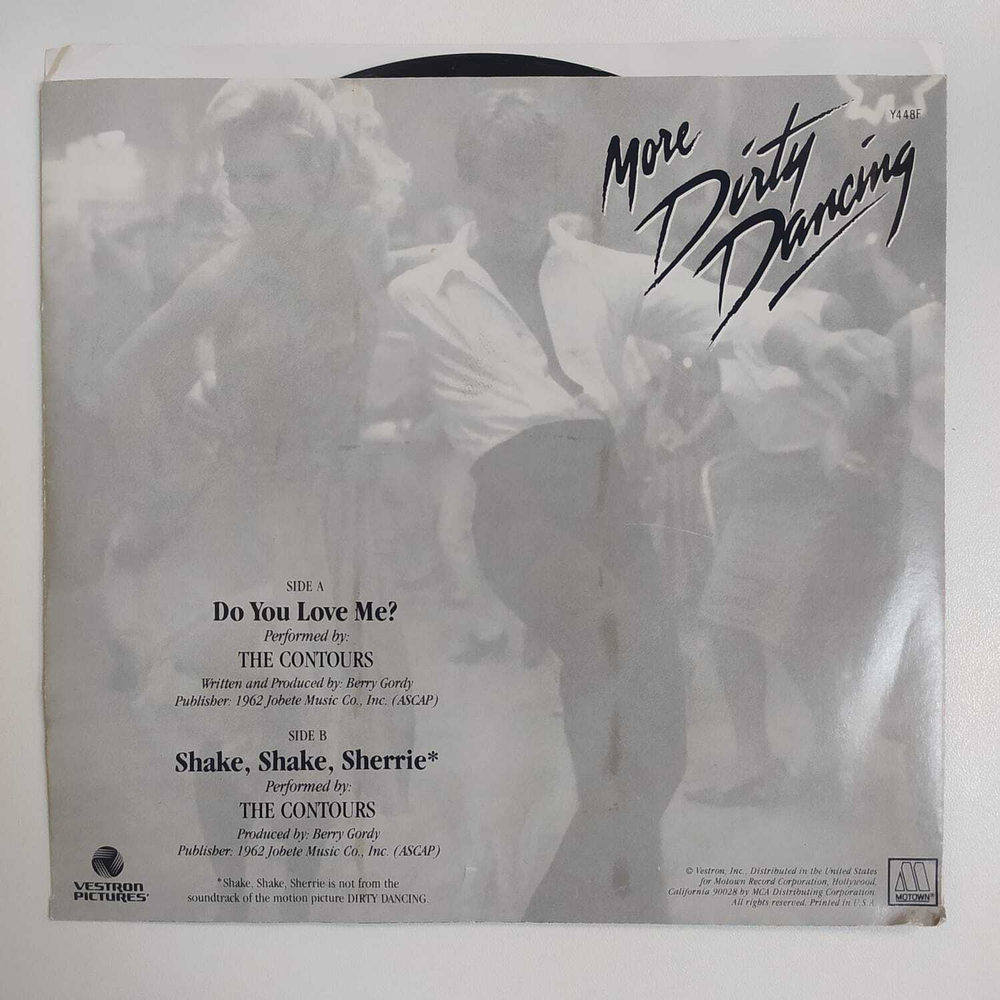 More
Dirty
Dancing
Y448F
SIDE A
Do You Love Me?
Performed by:
THE CONTOURS
Written and Produced by: Berry Gordy
Publisher: 1962 Jobete Music Co., Inc. (ASCAP)
SIDE B
Shake, Shake, Sherrie*
Performed by:
THE CONTOURS
Produced by: Berry Gordy
Publisher: 1962 Jobete Music Co., Inc. (ASCAP)
*Shake, Shake, Sherrie is not from the
soundtrack of the motion picture DIRTY DANCING.
VESTRON
PICTURES
© Vestron, Inc., Distributed in the United States
for Motown Record Corporation, Hollywood,
California 90028 by MCA Distributing Corporation.
All rights reserved. Printed in U.S.A.
MOTOWN®